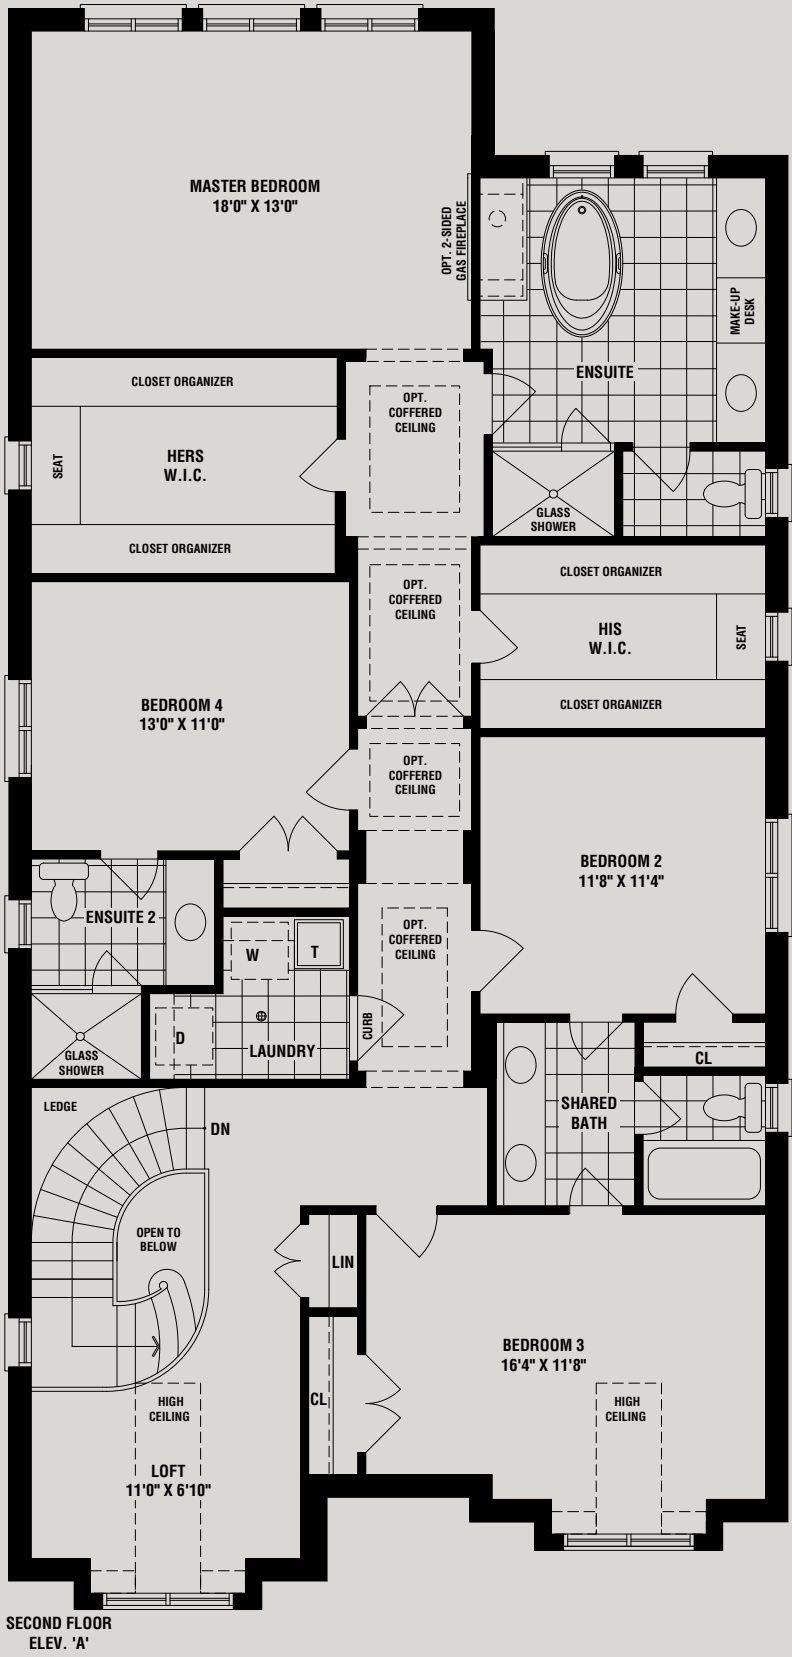 MASTER BEDROOM
18'0" X 13'0"
OPT. 2-SIDED
GAS FIREPLACE
MAKE-UP
DESK
ENSUITE
CLOSET ORGANIZER
SEAT
HERS
W.I.C.
CLOSET ORGANIZER
OPT.
COFFERED
CEILING
GLASS
SHOWER
OPT.
COFFERED
CEILING
CLOSET ORGANIZER
HIS
W.I.C.
SEAT
CLOSET ORGANIZER
BEDROOM 4
13'0" X 11'0"
OPT.
COFFERED
CEILING
BEDROOM 2
11'8" X 11'4"
ENSUITE 2
W
T
OPT.
COFFERED
CEILING
D
LAUNDRY
CURB
GLASS
SHOWER
CL
SHARED
BATH
LEDGE
DN
OPEN TO
BELOW
LIN
CL
BEDROOM 3
16'4" X 11'8"
HIGH
CEILING
HIGH
CEILING
LOFT
11'0" X 6'10"
SECOND FLOOR
ELEV. 'A'